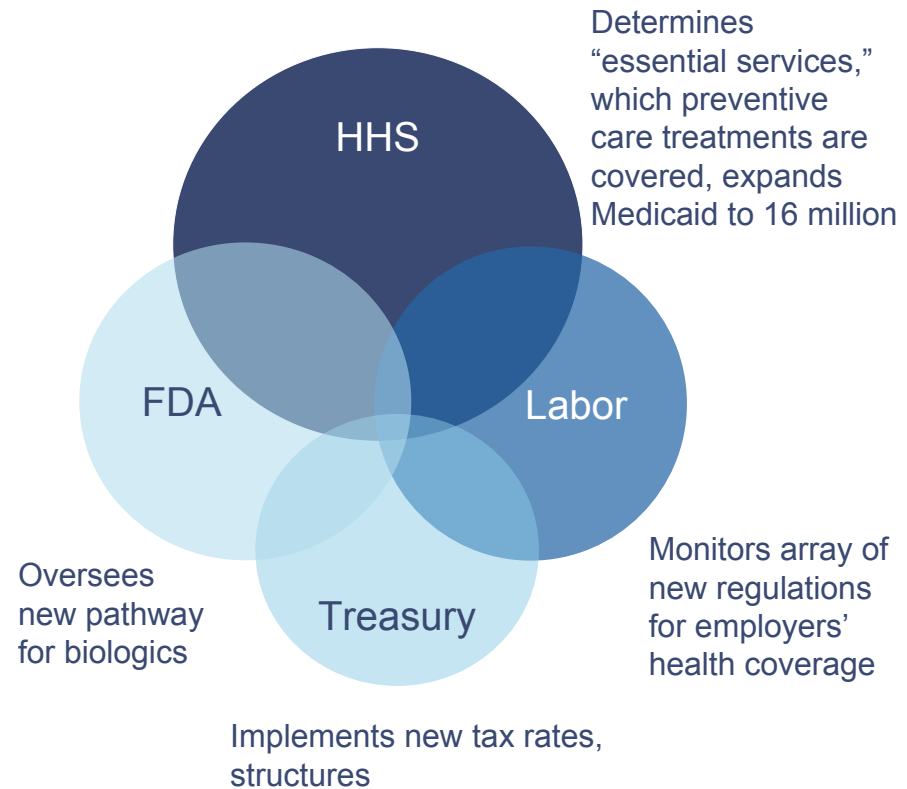 Determines
“essential services,”
which preventive
care treatments are
covered, expands
Medicaid to 16 million
HHS
FDA
Labor
Oversees
new pathway
for biologics
Treasury
Monitors array of
new regulations
for employers’
health coverage
Implements new tax rates,
structures